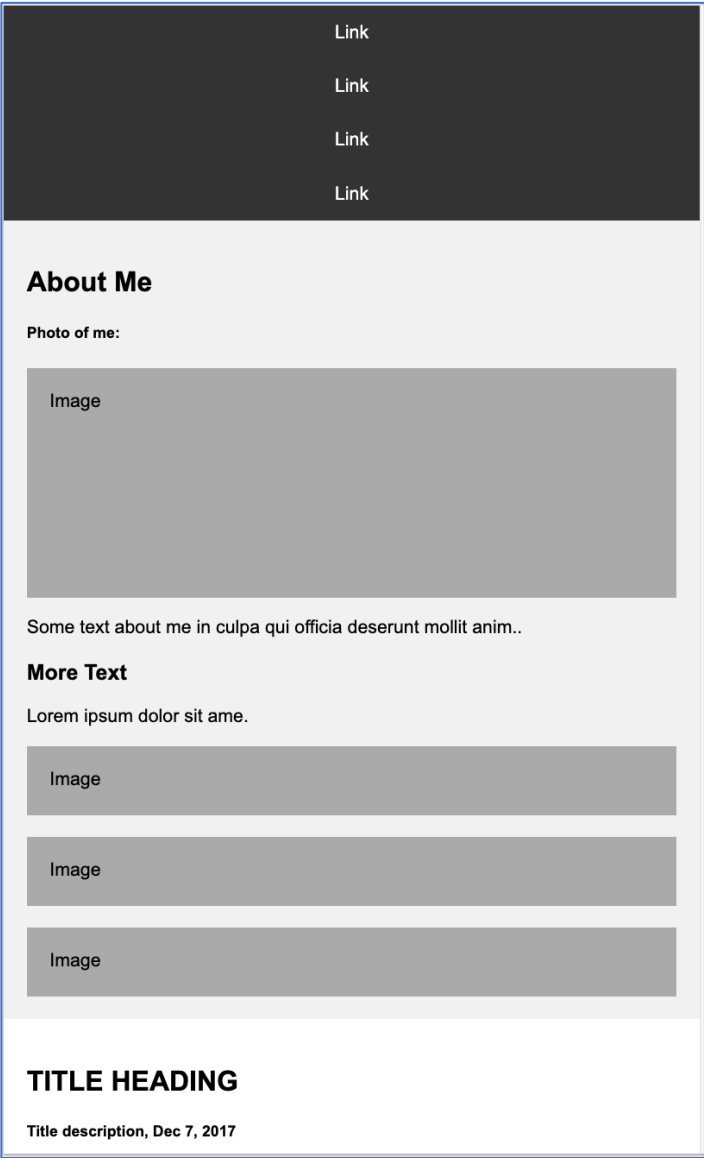 Link
Link
Link
Link
About Me
Photo of me:
Image
Some text about me in culpa qui officia deserunt mollit anim..
More Text
Lorem ipsum dolor sit ame.
Image
Image
Image
TITLE HEADING
Title description, Dec 7, 2017